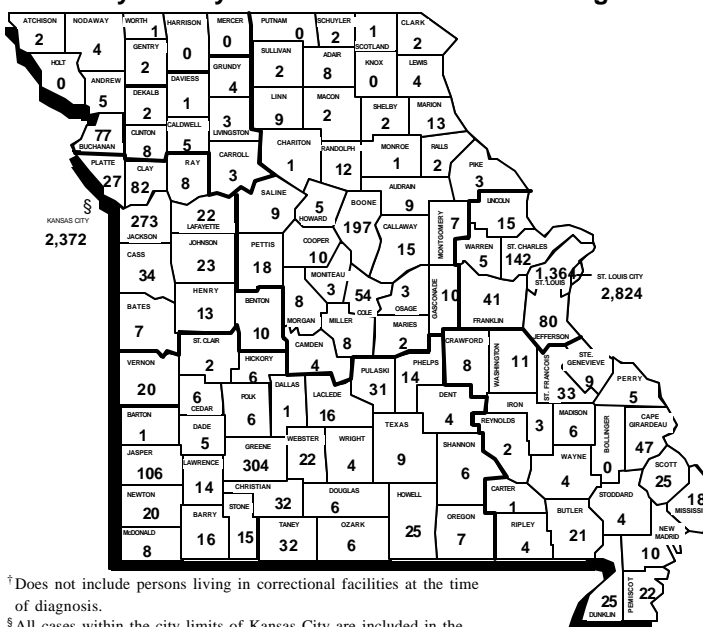 ATCHISON NODAWAY WORTH HARRISON MERCER PUTNAM SCHUYLER CLARK
2 4 1 0 0 0 2 SCOTLAND 1 2
HOLT GENTRY GRUNDY SULLIVAN ADAIR KNOX LEWIS
0 2 4 2 8 0 4
ANDREW DEKALB DAVIESS LINN MACON SHELBY MARION
5 2 1 9 2 2 13
77 CLINTON CALDWELL 3
BUCHANAN 8 5 LIVINGSTON
PLATTE CLAY RAY CARROLL CHARITON RANDOLPH MONROE RALLS PIKE
27 82 8 3 1 12 1 2 3
§
KANSAS CITY
2,372
273 22 SALINE 5 BOONE AUDRAIN MONTGOMERY LINCOLN
JACKSON LAFAYETTE 9 HOWARD 197 9 7 15
CASS JOHNSON PETTIS COOPER CALLAWAY WARREN ST. CHARLES
34 23 18 10 15 5 142
1,364 ST. LOUIS
ST. LOUIS CITY
2,824
BATES HENRY BENTON MONITEAU 54 3 GASCONADE 41 80
7 13 10 3 COLE OSAGE 10 FRANKLIN JEFFERSON
8 MORGAN MILLER 8 MARIES 2
VERNON ST. CLAIR HICKORY CAMDEN PULASKI PHELPS CRAWFORD WASHINGTON ST. FRANCOIS STE. GENEVIEVE PERRY
20 2 6 4 31 14 8 11 33 9 5
BARTON 6 POLK DALLAS LACLEDE DENT IRON MADISON BOLLINGER CAPE GIRARDEAU
1 CEDAR 6 1 16 4 3 6 0 47
JASPER DADE GREENE WEBSTER WRIGHT TEXAS SHANNON REYNOLDS WAYNE SCOTT
106 5 304 22 4 9 6 2 4 25
NEWTON LAWRENCE CHRISTIAN DOUGLAS HOWELL CARTER BUTLER STODDARD 18
20 14 32 6 25 1 21 4 MISSISSI
McDONALD BARRY STONE TANEY OZARK OREGON RIPLEY NEW MADRID
8 16 15 32 6 7 4 10
25 PEMISCOT 22
DUNKLIN
† Does not include persons living in correctional facilities at the time
of diagnosis.
§ All cases within the city limits of Kansas City are included in the